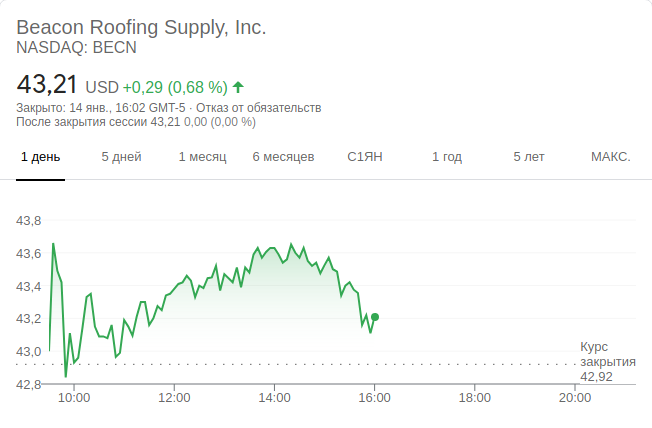 Beacon Roofing Supply, Inc.
NASDAQ: BECN
43,21 USD +0,29 (0,68 %)
Закрыто: 14 янв., 16:02 GMT-5 · Отказ от обязательств
После закрытия сессии 43,21 0,00 (0,00 %)
1 день 5 дней 1 месяц 6 месяцев С1ЯН 1 год 5 лет МАКС.
43,8
43,6
43,4
43,2
43,0
42,8
Курс
закрытия
42,92
10:00 12:00 14:00 16:00 18:00 20:00